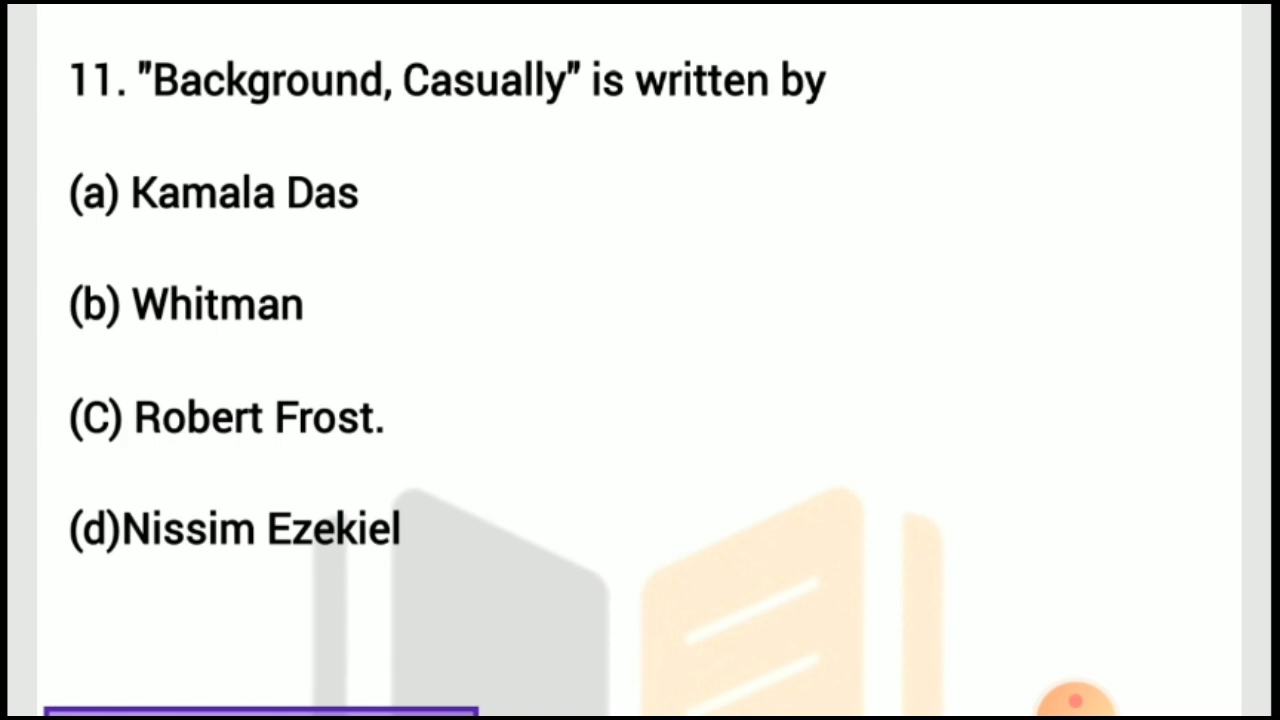 11. "Background, Casually" is written by
(a) Kamala Das
(b) Whitman
(C) Robert Frost.
(d)Nissim Ezekiel